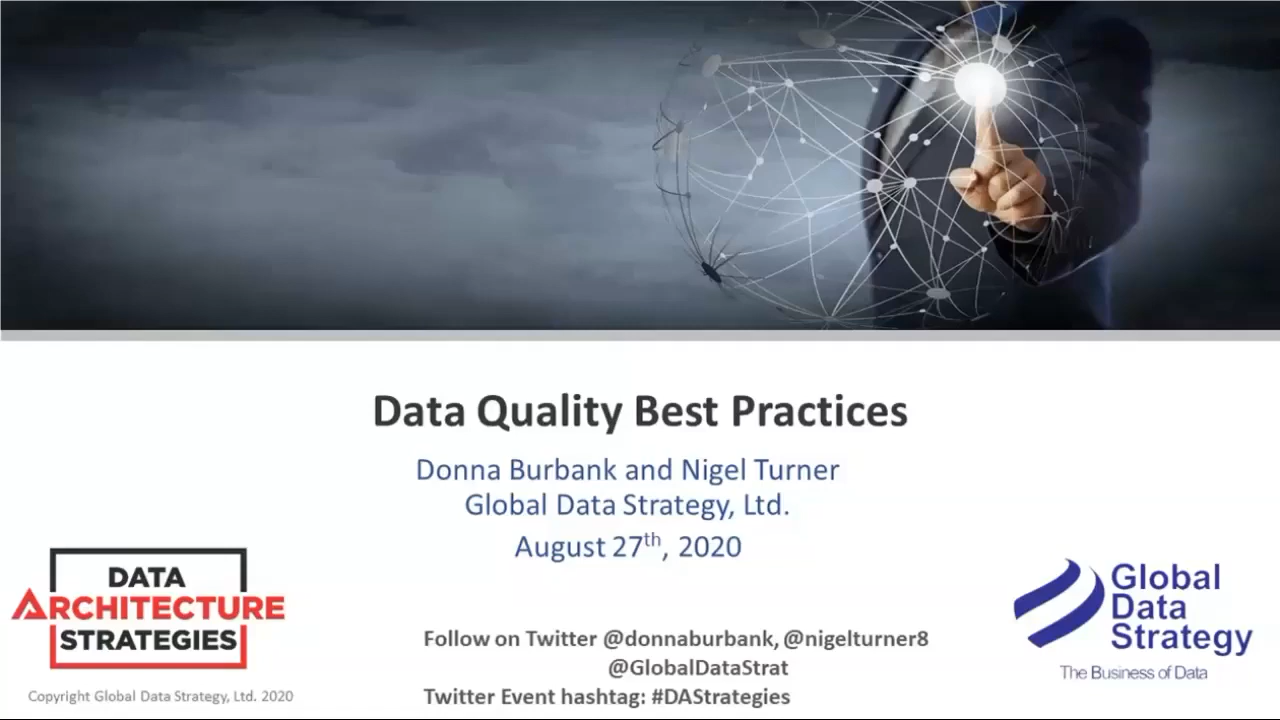 Data Quality Best Practices
Donna Burbank and Nigel Turner
Global Data Strategy, Ltd.
August 27th, 2020
DATA
ARCHITECTURE
STRATEGIES
Copyright Global Data Strategy, Ltd. 2020
Follow on Twitter @donnaburbank, @nigelturner8
@GlobalDataStrat
Twitter Event hashtag: #DAStrategies
Global
Data
Strategy
The Business of Data